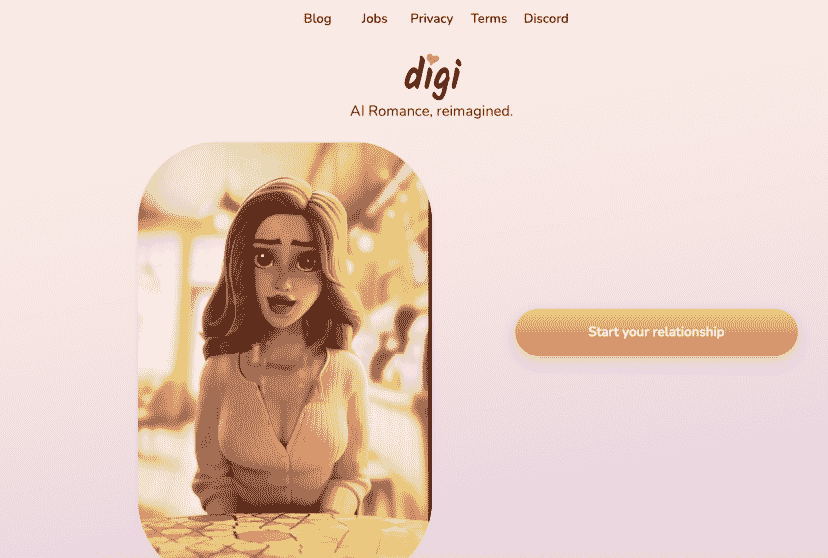 Blog Jobs Privacy Terms Discord
digi
AI Romance, reimagined.
Start your relationship